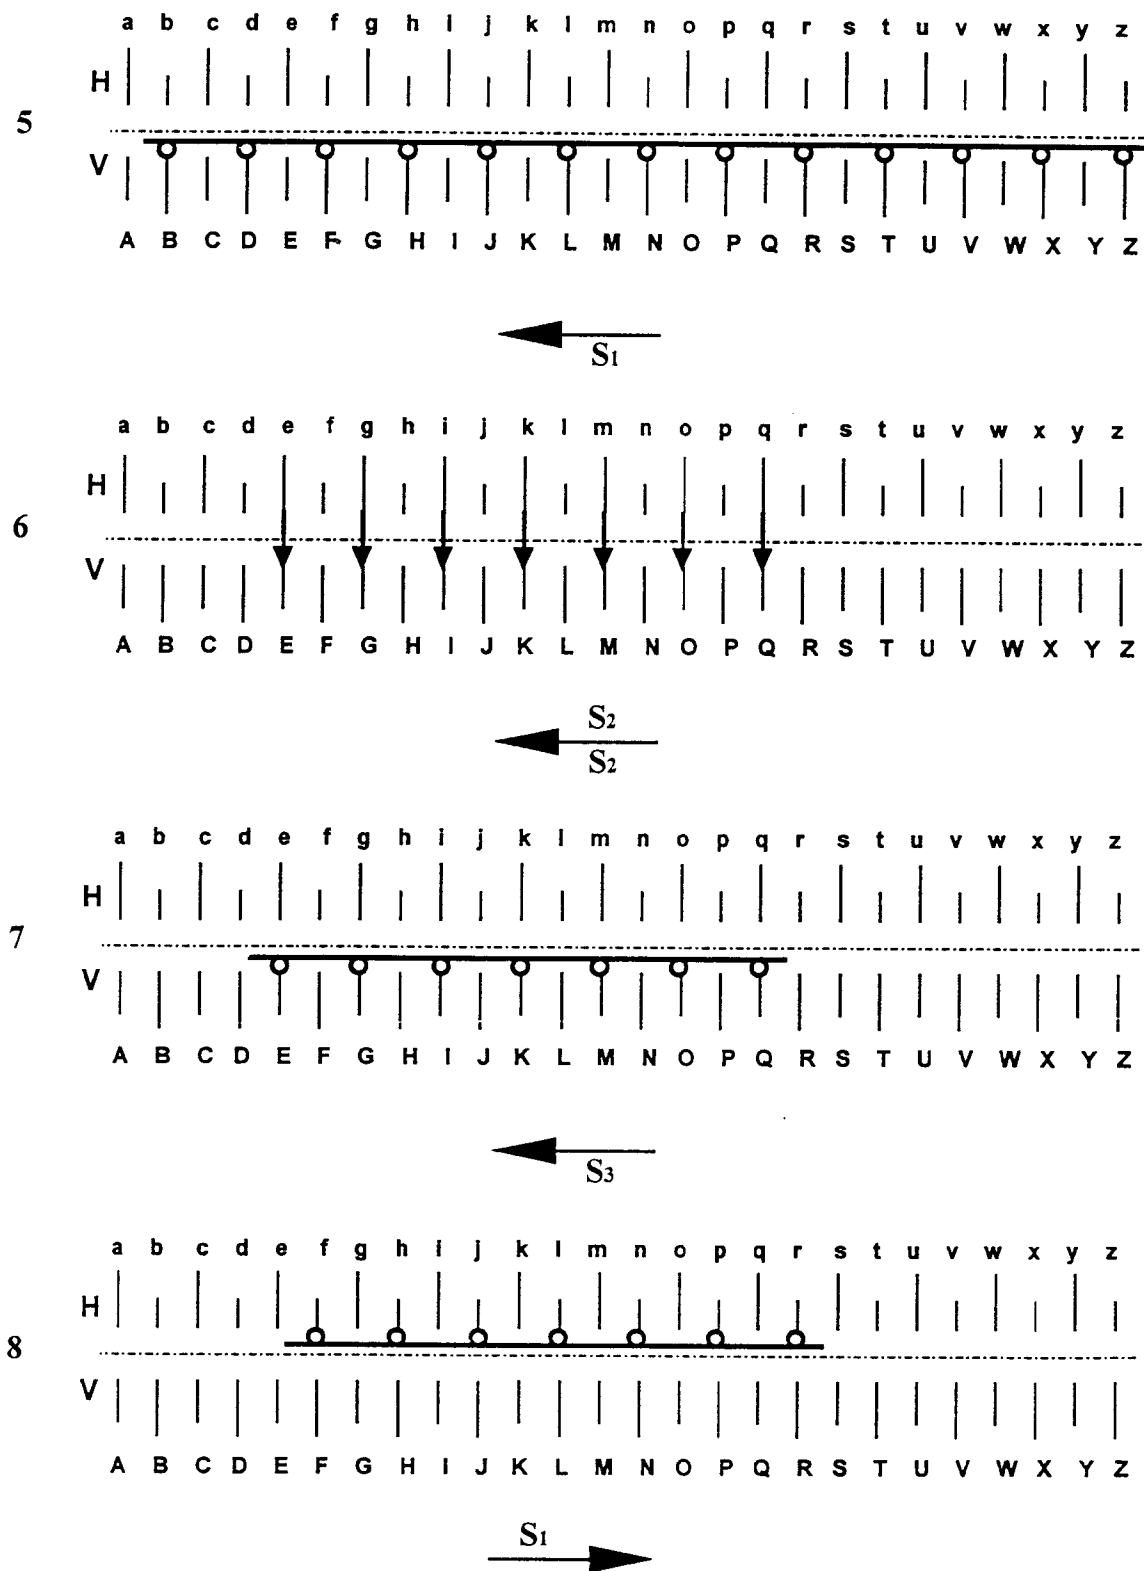 a b c d e f g h i j k l m n o p q r s t u v w x y z
H
5
V
A B C D E F G H I J K L M N O P Q R S T U V W X Y Z
S1
a b c d e f g h i j k l m n o p q r s t u v w x y z
H
6
V
A B C D E F G H I J K L M N O P Q R S T U V W X Y Z
S2
S2
a b c d e f g h i j k l m n o p q r s t u v w x y z
H
7
V
A B C D E F G H I J K L M N O P Q R S T U V W X Y Z
S3
a b c d e f g h i j k l m n o p q r s t u v w x y z
H
8
V
A B C D E F G H I J K L M N O P Q R S T U V W X Y Z
S1